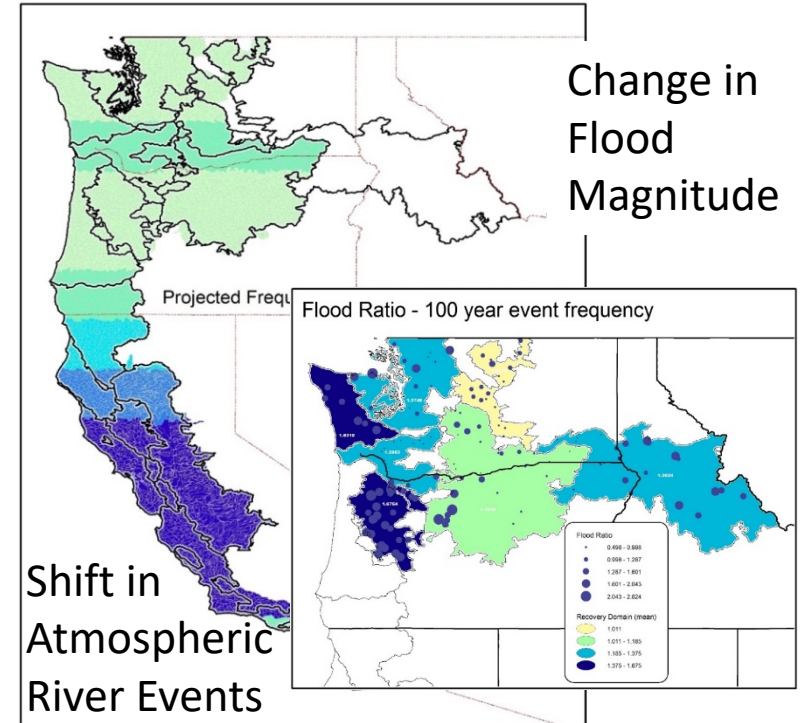 Change in
Flood
Magnitude
Projected Frequ
Flood Ratio - 100 year event frequency
Flood Ratio
0.498 - 0.998
0.998 - 1.287
1.287 - 1.601
1.601 - 2.043
2.043 - 2.824
Recovery Domain (mean)
1.011
1.011 - 1.185
1.185 - 1.375
1.375 - 1.675
Shift in
Atmospheric
River Events